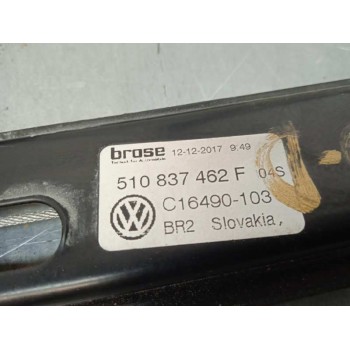 brose 12-12-2017 9:49
510 837 462 F 04S
C16490-103
BR2 Slovakia,